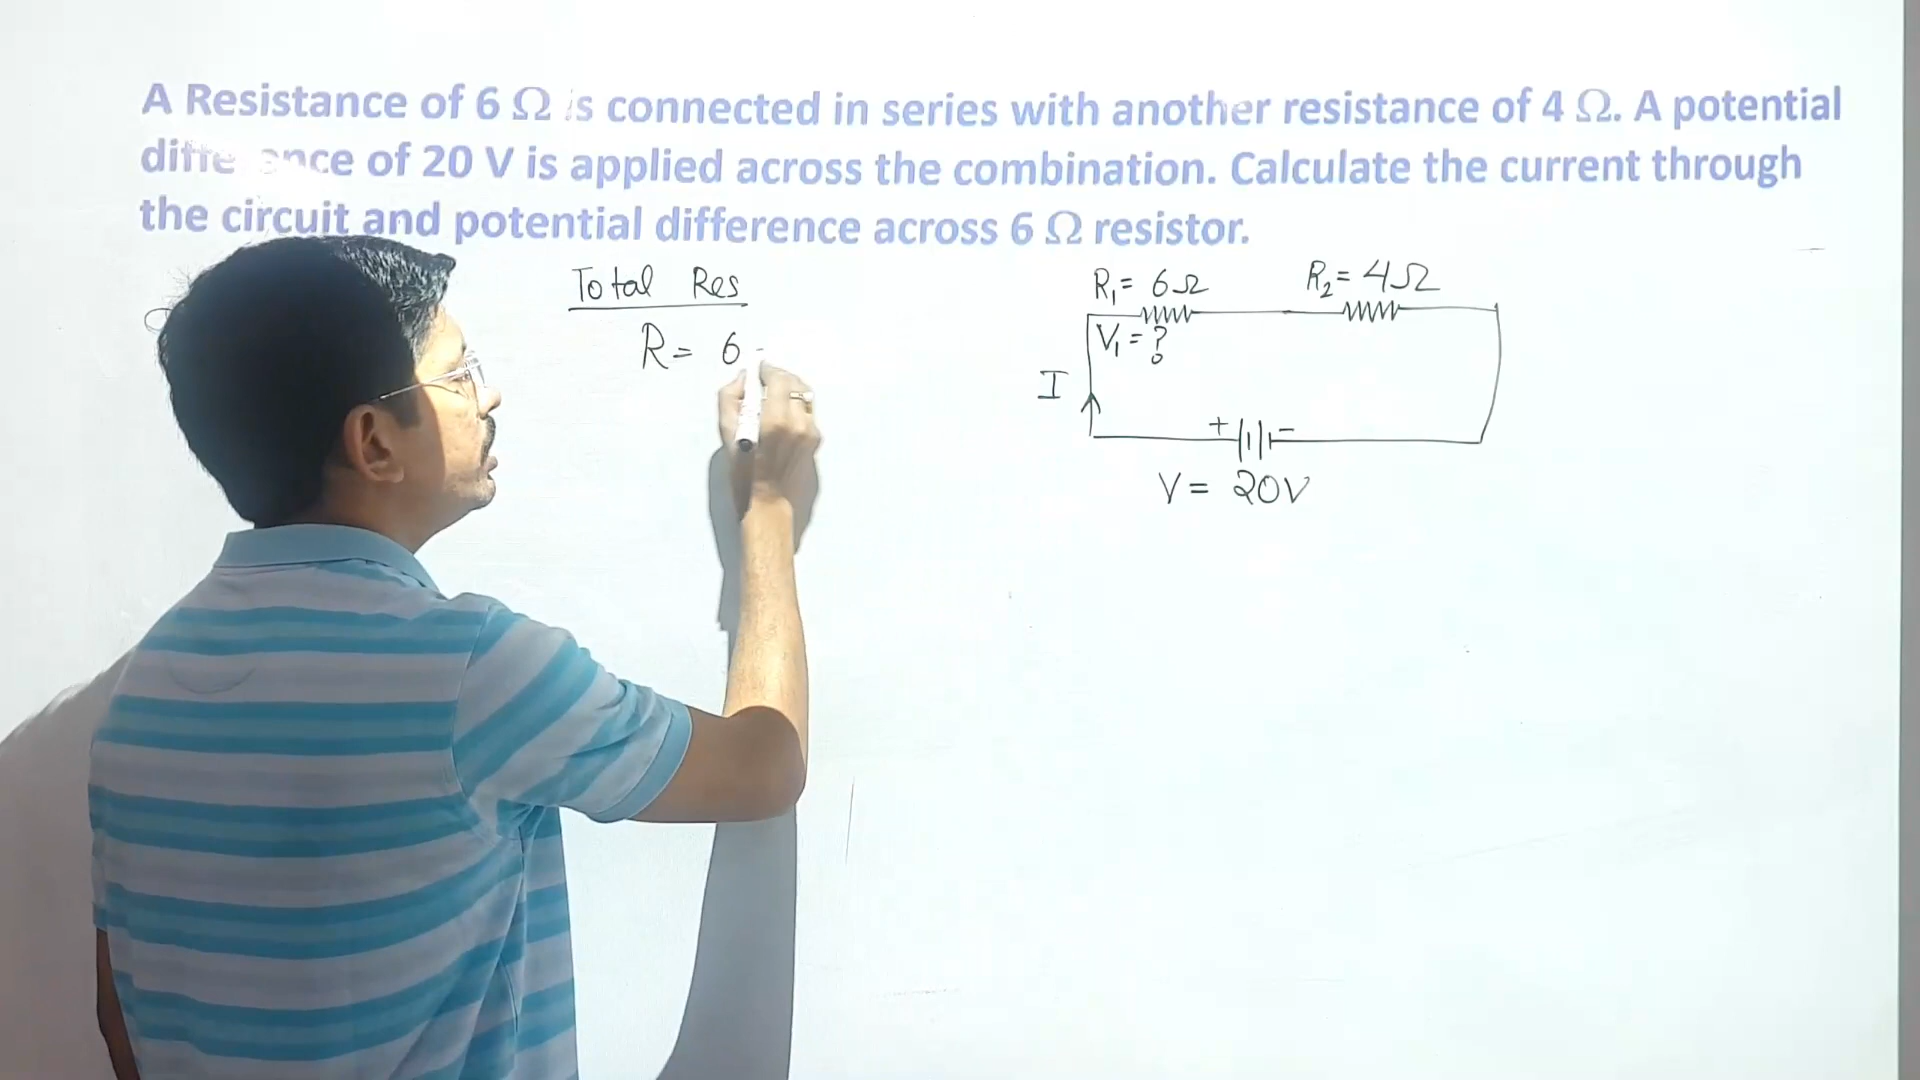 A Resistance of 6 Ω is connected in series with another resistance of 4 Ω. A potential
difference of 20 V is applied across the combination. Calculate the current through
the circuit and potential difference across 6 Ω resistor.
Total Res
R = 6
R₁ = 6Ω
R₂ = 4Ω
V₁ = ?
I
+ -
V = 20V